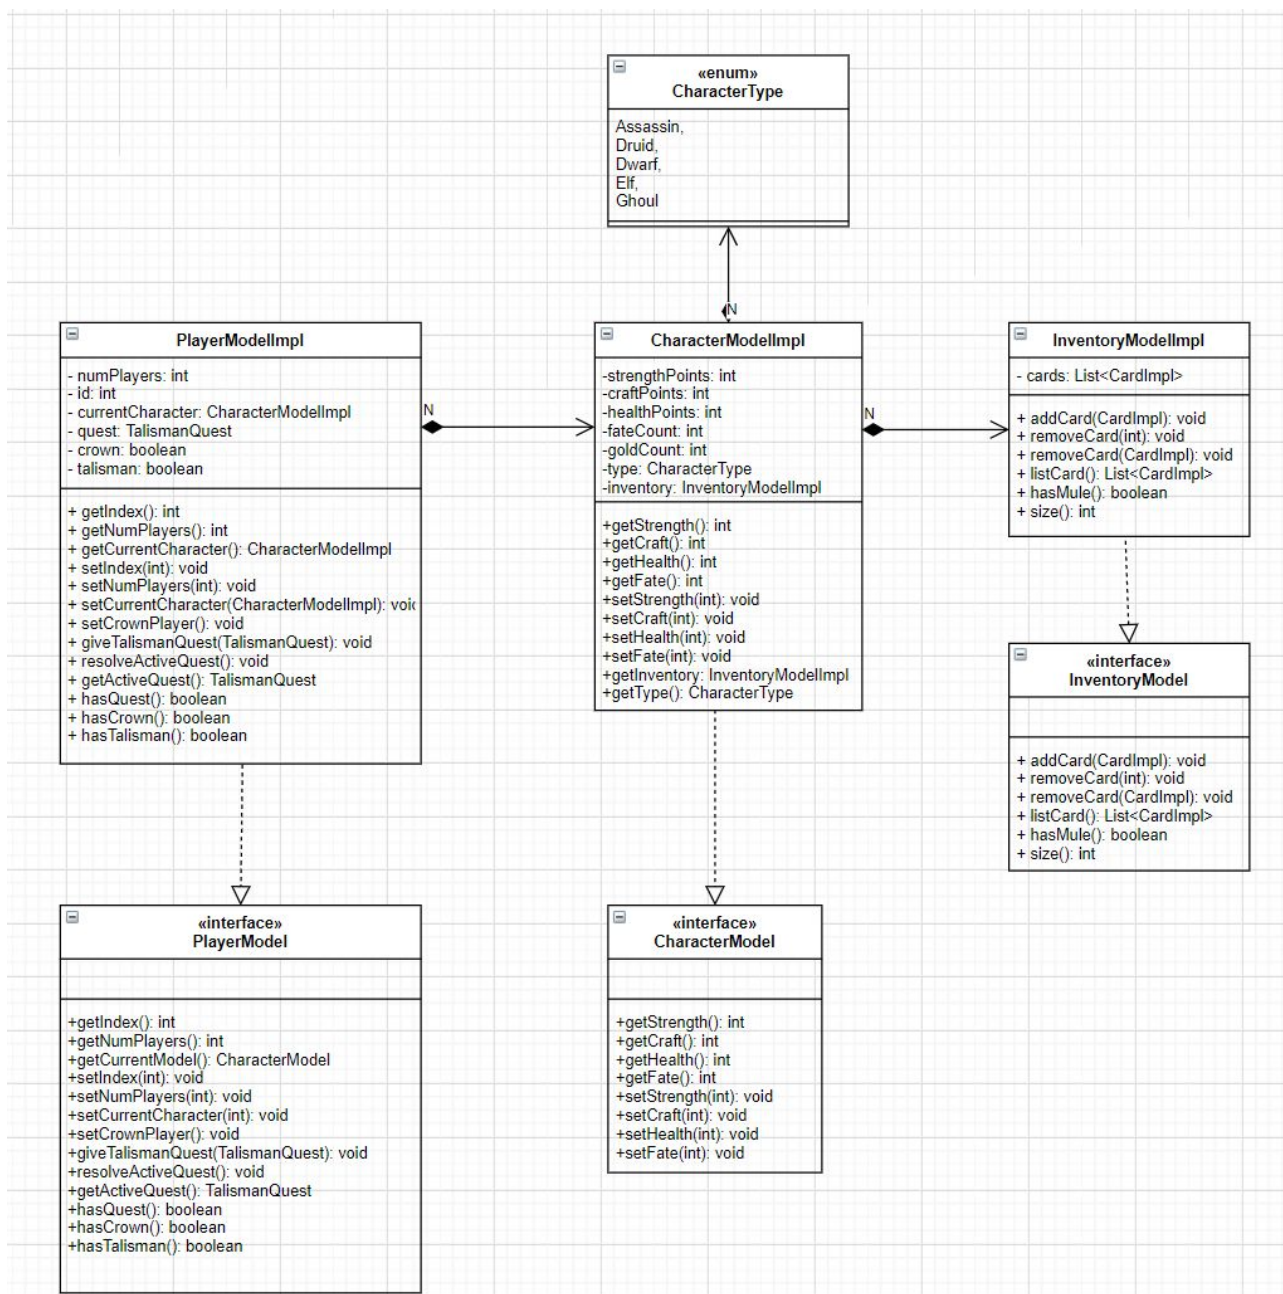 «enum»
CharacterType
Assassin,
Druid,
Dwarf,
Elf,
Ghoul
N
PlayerModelImpl
- numPlayers: int
- id: int
- currentCharacter: CharacterModelImpl
- quest: TalismanQuest
- crown: boolean
- talisman: boolean
+ getIndex(): int
+ getNumPlayers(): int
+ getCurrentCharacter(): CharacterModelImpl
+ setIndex(int): void
+ setNumPlayers(int): void
+ setCurrentCharacter(CharacterModelImpl): voi
+ setCrownPlayer(): void
+ giveTalismanQuest(TalismanQuest): void
+ resolveActiveQuest(): void
+ getActiveQuest(): TalismanQuest
+ hasQuest(): boolean
+ hasCrown(): boolean
+ hasTalisman(): boolean
N
CharacterModelImpl
-strengthPoints: int
-craftPoints: int
-healthPoints: int
-fateCount: int
-goldCount: int
-type: CharacterType
-inventory: InventoryModelImpl
+getStrength(): int
+getCraft(): int
+getHealth(): int
+getFate(): int
+setStrength(int): void
+setCraft(int): void
+setHealth(int): void
+setFate(int): void
+getInventory: InventoryModelImpl
+getType(): CharacterType
N
InventoryModelImpl
- cards: List<CardImpl>
+ addCard(CardImpl): void
+ removeCard(int): void
+ removeCard(CardImpl): void
+ listCard(): List<CardImpl>
+ hasMule(): boolean
+ size(): int
«interface»
InventoryModel
+ addCard(CardImpl): void
+ removeCard(int): void
+ removeCard(CardImpl): void
+ listCard(): List<CardImpl>
+ hasMule(): boolean
+ size(): int
«interface»
PlayerModel
+getIndex(): int
+getNumPlayers(): int
+getCurrentModel(): CharacterModel
+setIndex(int): void
+setNumPlayers(int): void
+setCurrentCharacter(int): void
+setCrownPlayer(): void
+giveTalismanQuest(TalismanQuest): void
+resolveActiveQuest(): void
+getActiveQuest(): TalismanQuest
+hasQuest(): boolean
+hasCrown(): boolean
+hasTalisman(): boolean
«interface»
CharacterModel
+getStrength(): int
+getCraft(): int
+getHealth(): int
+getFate(): int
+setStrength(int): void
+setCraft(int): void
+setHealth(int): void
+setFate(int): void